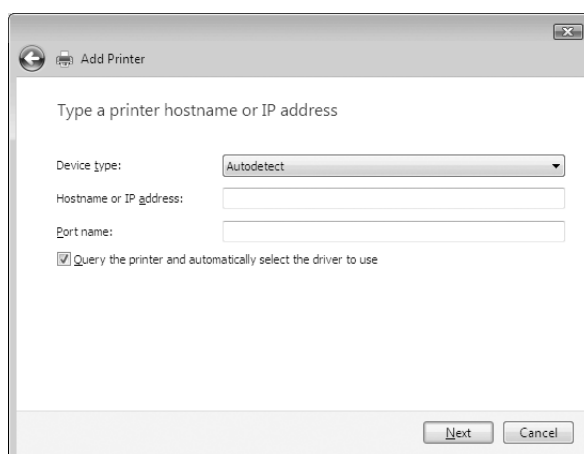 Add Printer
Type a printer hostname or IP address
Device type: Autodetect
Hostname or IP address:
Port name:
Query the printer and automatically select the driver to use
Next Cancel